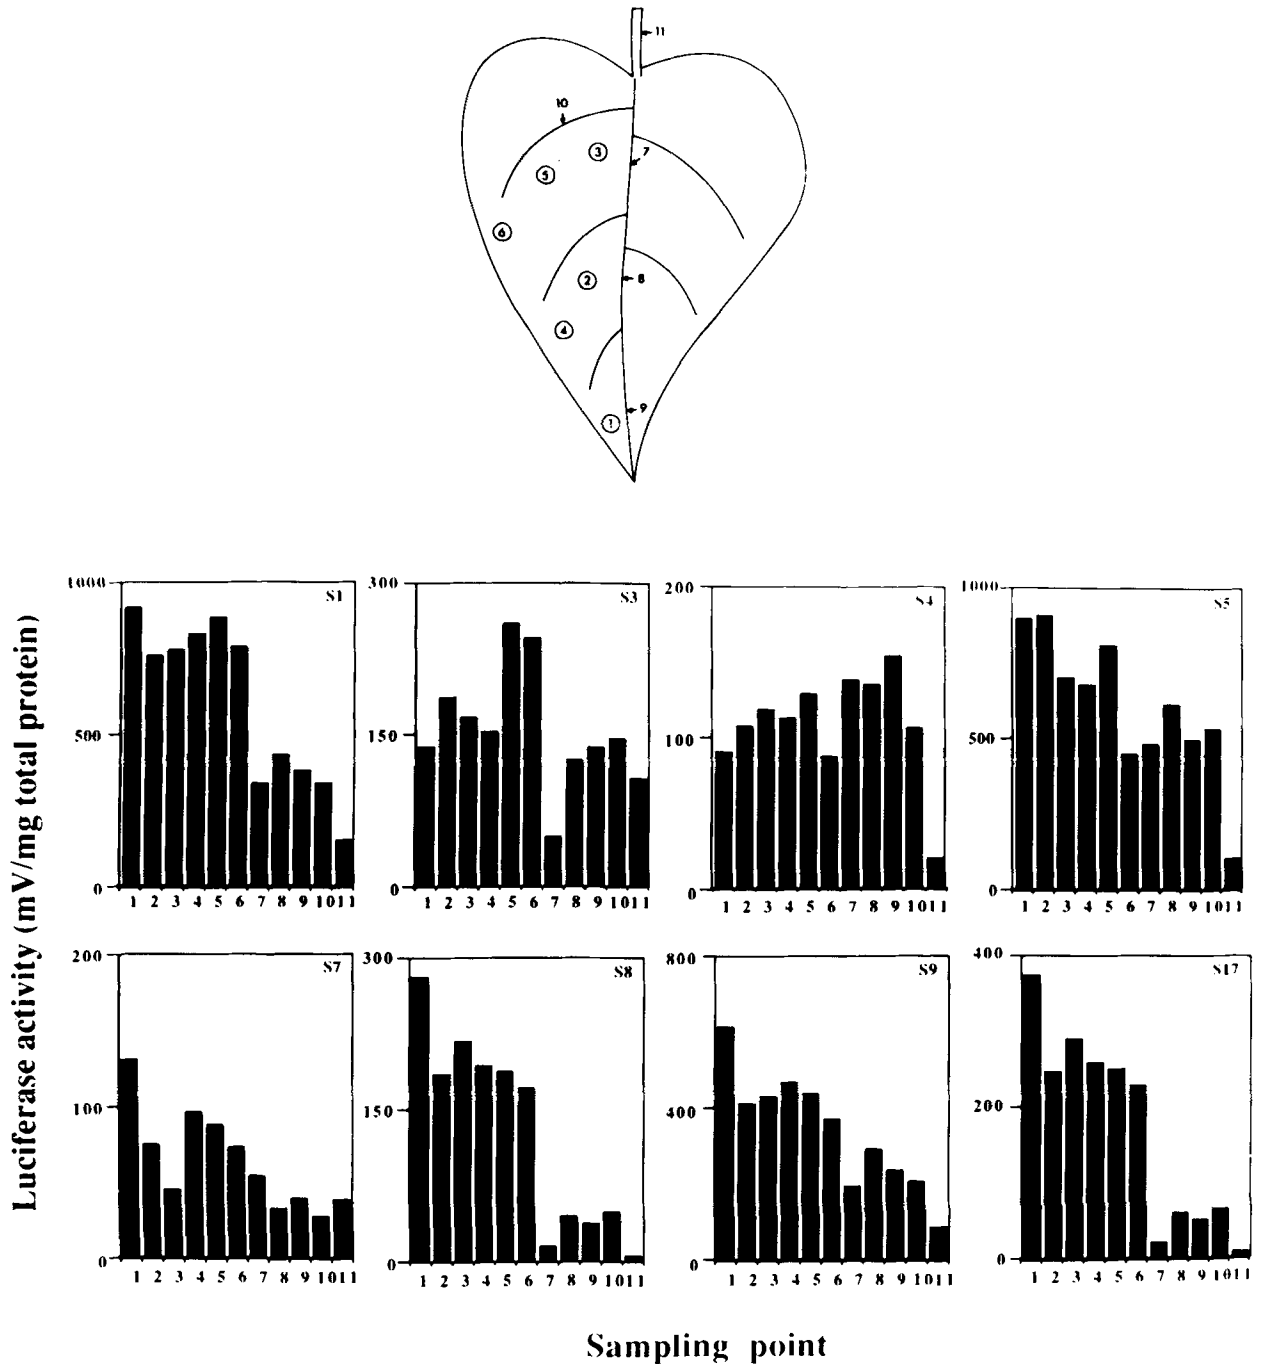 11
10
3
7
5
6
2
8
4
9
1
Luciferase activity (mV/mg total protein)
1000
500
0
S1
1 2 3 4 5 6 7 8 9 10 11
300
150
0
S3
1 2 3 4 5 6 7 8 9 10 11
200
100
0
S4
1 2 3 4 5 6 7 8 9 10 11
1000
500
0
S5
1 2 3 4 5 6 7 8 9 10 11
200
100
0
S7
1 2 3 4 5 6 7 8 9 10 11
300
150
0
S8
1 2 3 4 5 6 7 8 9 10 11
800
400
0
S9
1 2 3 4 5 6 7 8 9 10 11
400
200
0
S17
1 2 3 4 5 6 7 8 9 10 11
Sampling point